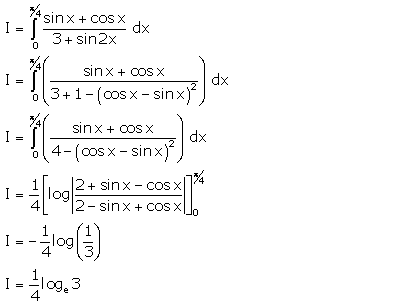 I = ∫₀^(π/4) (sinx + cosx)/(3 + sin2x) dx
I = ∫₀^(π/4) ( (sinx + cosx)/(3 + 1 − (cosx − sinx)²) ) dx
I = ∫₀^(π/4) ( (sinx + cosx)/(4 − (cosx − sinx)²) ) dx
I = 1/4 [ log| (2 + sinx − cosx)/(2 − sinx + cosx) | ]₀^(π/4)
I = − 1/4 log(1/3)
I = 1/4 logₑ 3